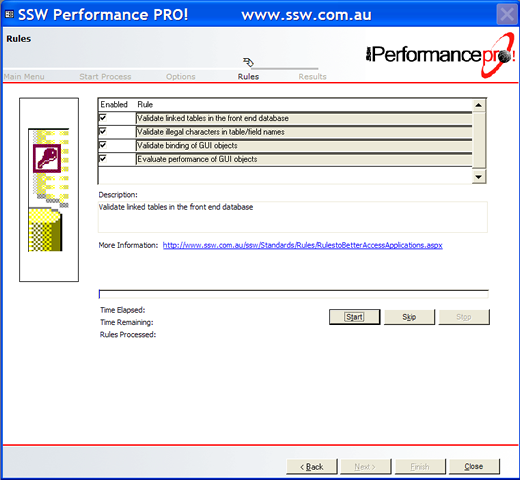 SSW Performance PRO! www.ssw.com.au
Rules
SSW Performancepro!
Main Menu Start Process Options Rules Results
Enabled Rule
Validate linked tables in the front end database
Validate illegal characters in table/field names
Validate binding of GUI objects
Evaluate performance of GUI objects
Description:
Validate linked tables in the front end database
More Information: http://www.ssw.com.au/ssw/Standards/Rules/RulestoBetterAccessApplications.aspx
Time Elapsed:
Time Remaining:
Rules Processed:
Start Skip Stop
< Back Next > Finish Close